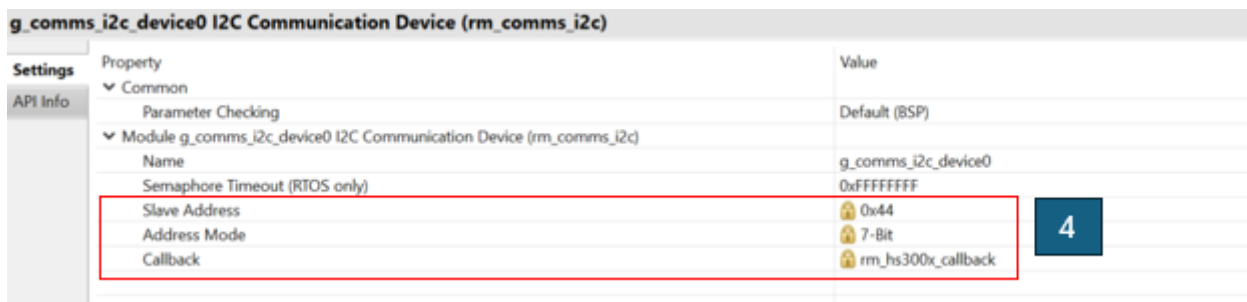 g_comms_i2c_device0 I2C Communication Device (rm_comms_i2c)
Settings
API Info
Property Value
Common
Parameter Checking Default (BSP)
Module g_comms_i2c_device0 I2C Communication Device (rm_comms_i2c)
Name g_comms_i2c_device0
Semaphore Timeout (RTOS only) 0xFFFFFFFF
Slave Address 0x44
Address Mode 7-Bit
Callback rm_hs300x_callback
4